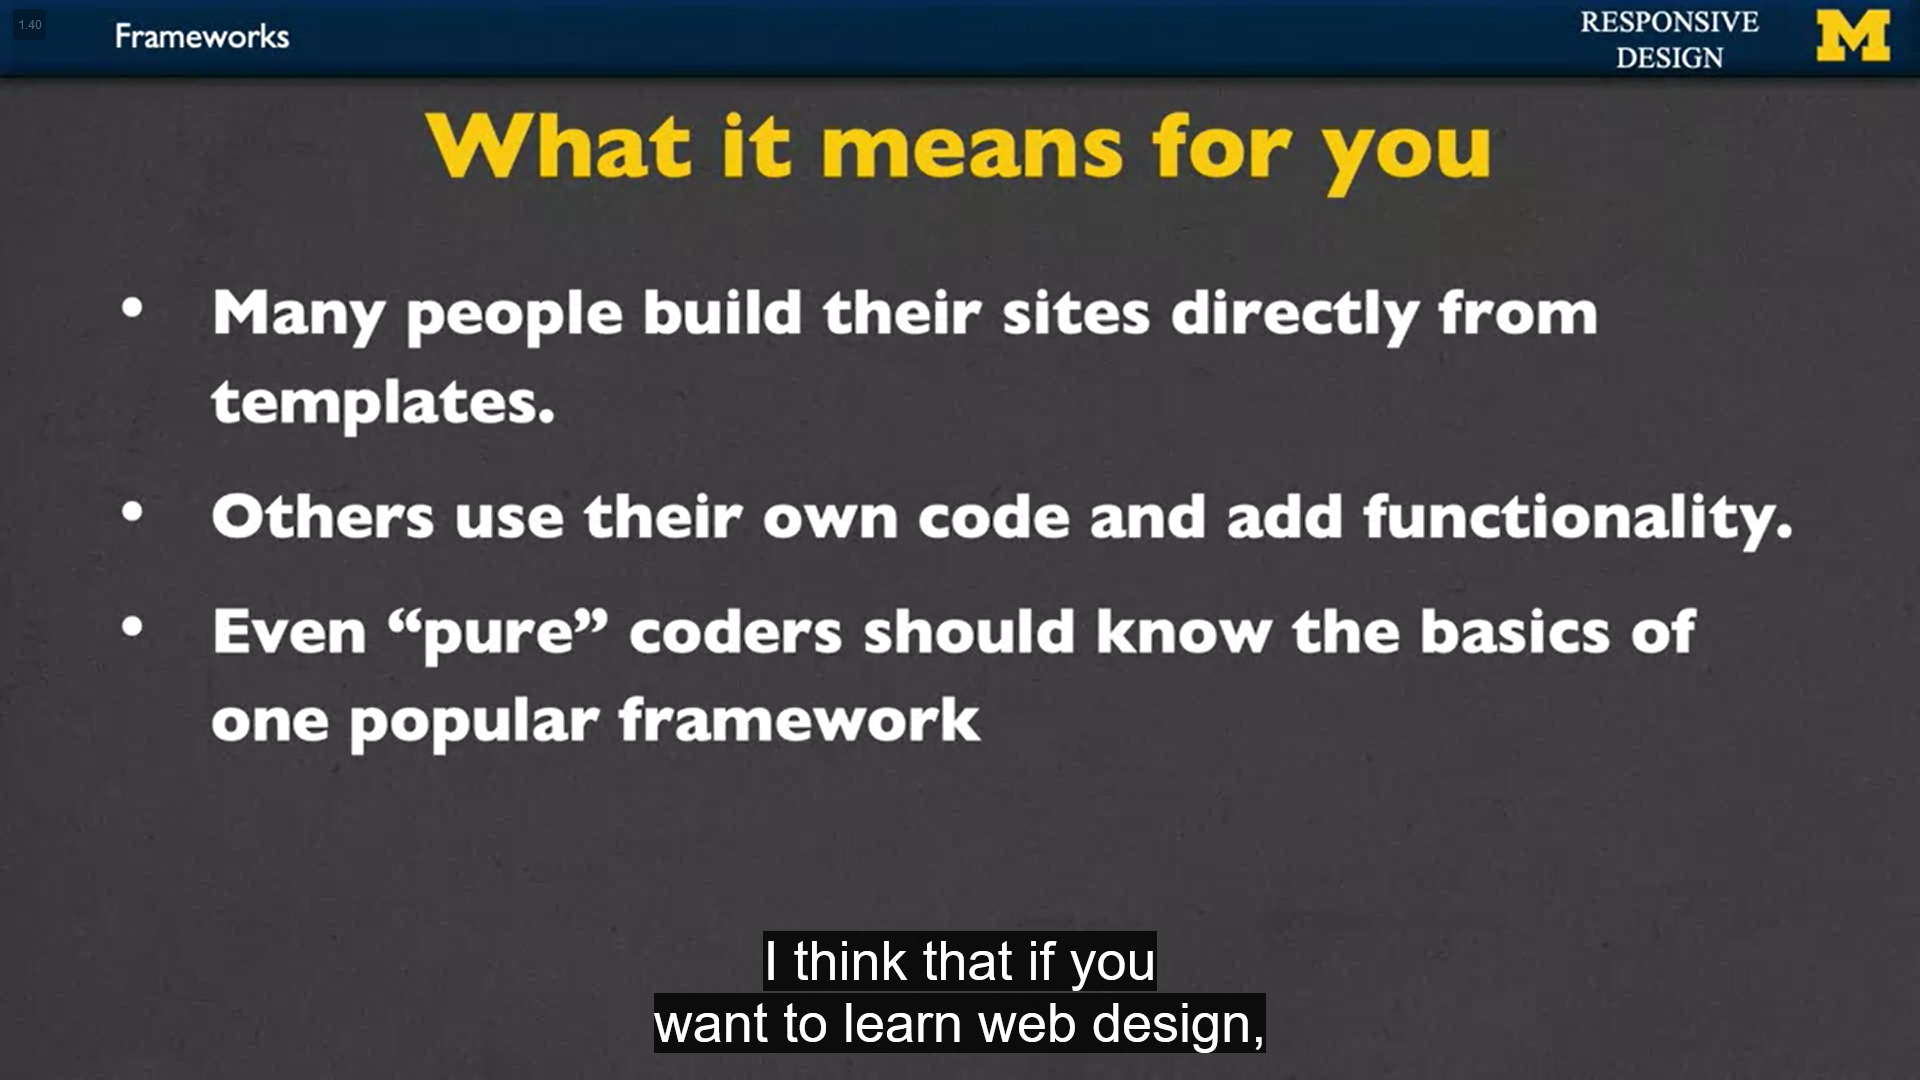 1.40
Frameworks
RESPONSIVE
DESIGN
M
What it means for you
• Many people build their sites directly from
templates.
• Others use their own code and add functionality.
• Even “pure” coders should know the basics of
one popular framework
I think that if you
want to learn web design,